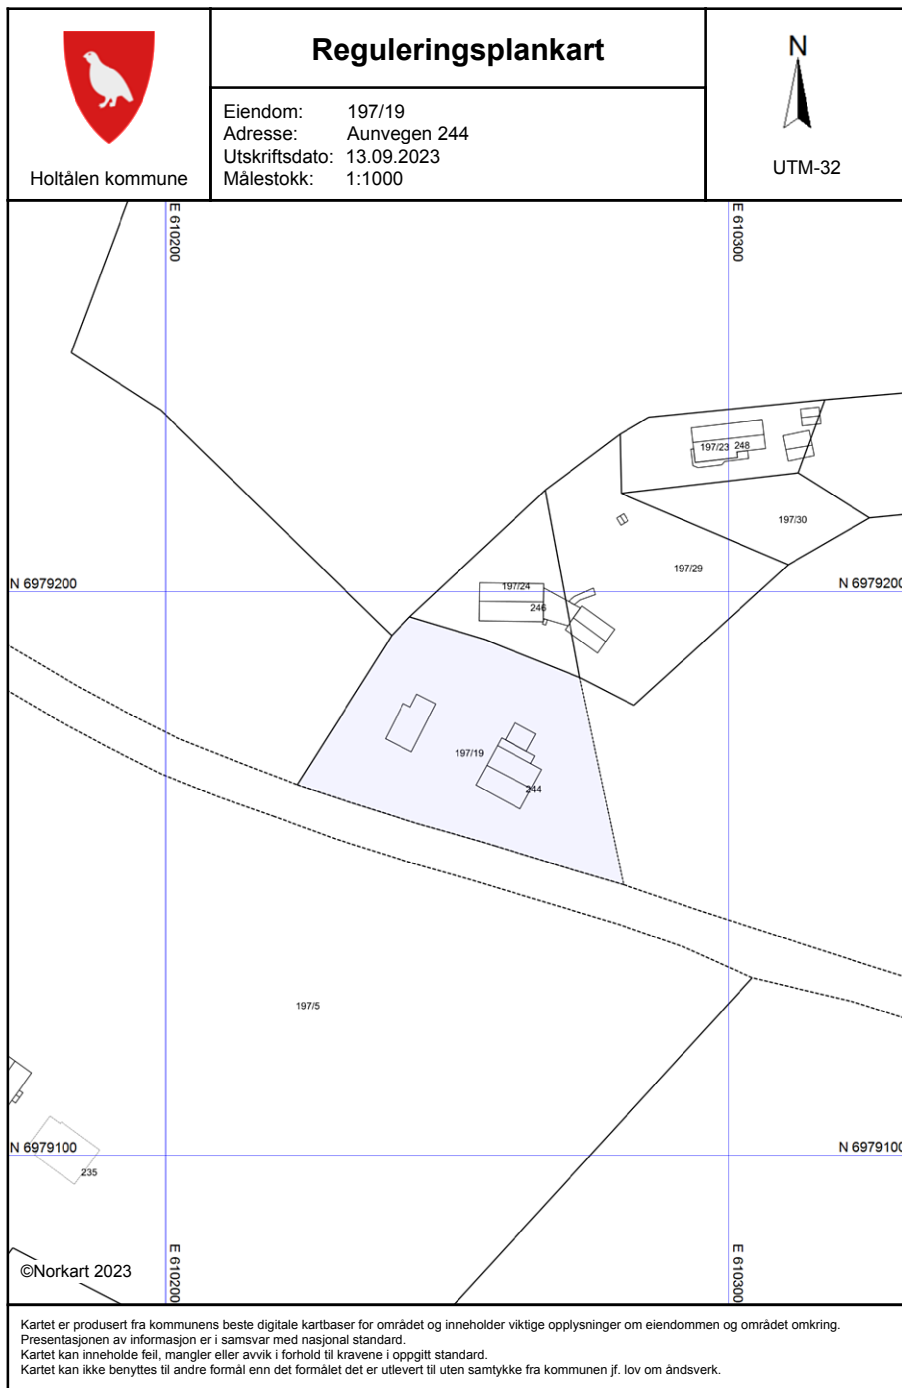 Reguleringsplankart
Holtålen kommune
Eiendom: 197/19
Adresse: Aunvegen 244
Utskriftsdato: 13.09.2023
Målestokk: 1:1000
N
UTM-32
E 610200
E 610300
197/23 248
197/30
197/29
N 6979200
N 6979200
197/24
246
197/19
244
197/5
N 6979100
N 6979100
235
E 610200
E 610300
©Norkart 2023
Kartet er produsert fra kommunens beste digitale kartbaser for området og inneholder viktige opplysninger om eiendommen og området omkring.
Presentasjonen av informasjon er i samsvar med nasjonal standard.
Kartet kan inneholde feil, mangler eller avvik i forhold til kravene i oppgitt standard.
Kartet kan ikke benyttes til andre formål enn det formålet det er utlevert til uten samtykke fra kommunen jf. lov om åndsverk.